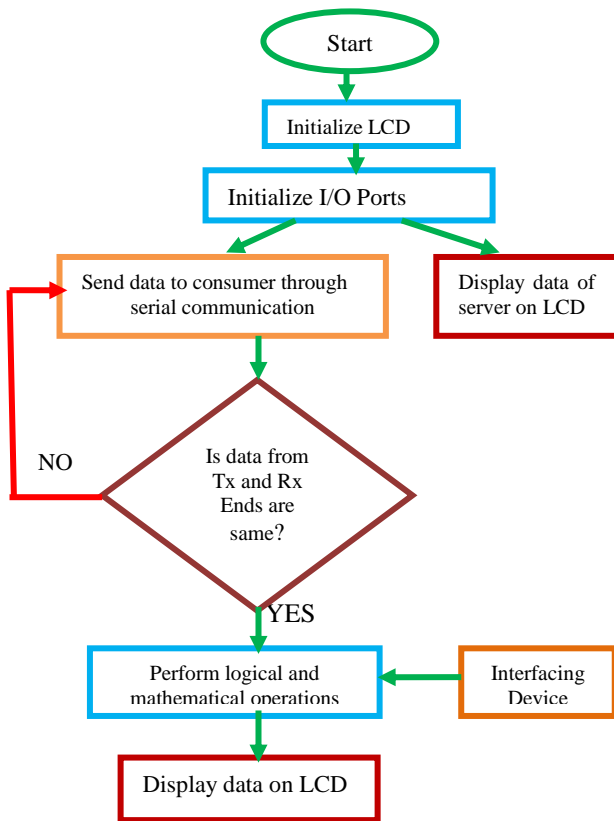 Start
Initialize LCD
Initialize I/O Ports
Send data to consumer through
serial communication
Display data of
server on LCD
NO
Is data from
Tx and Rx
Ends are
same?
YES
Perform logical and
mathematical operations
Interfacing
Device
Display data on LCD